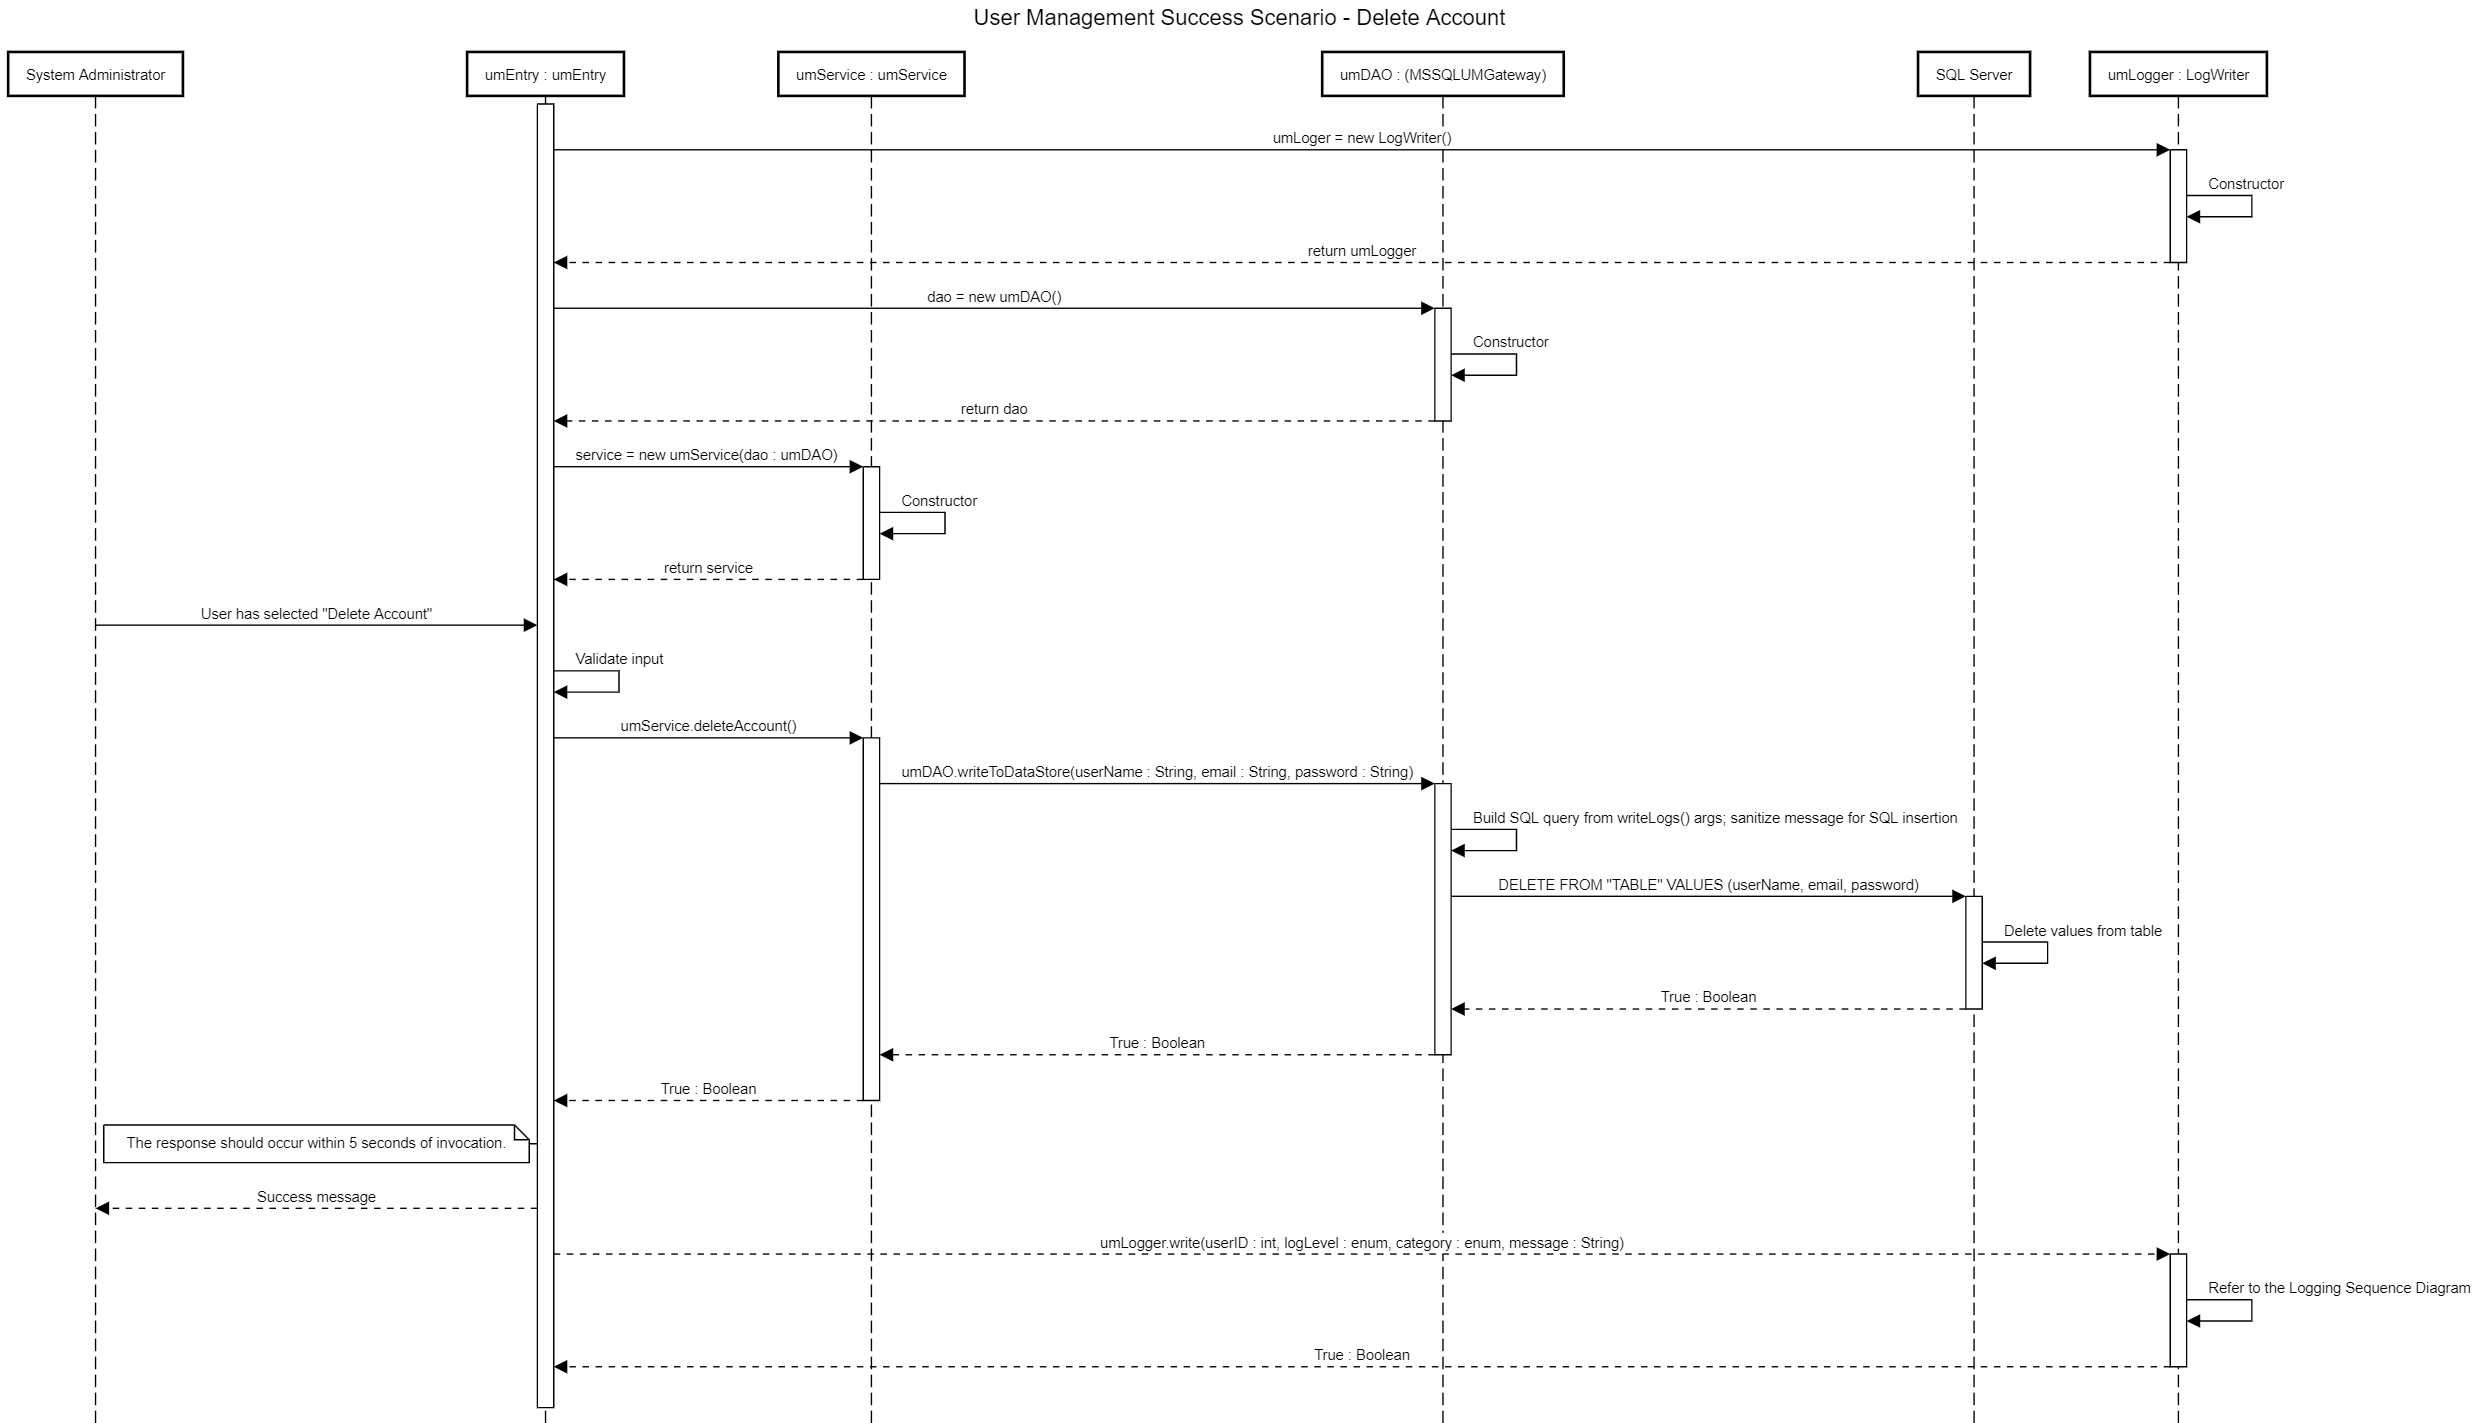 User Management Success Scenario - Delete Account
System Administrator
umEntry : umEntry
umService : umService
umDAO : (MSSQLUMGateway)
SQL Server
umLogger : LogWriter
umLoger = new LogWriter()
Constructor
return umLogger
dao = new umDAO()
Constructor
return dao
service = new umService(dao : umDAO)
Constructor
return service
User has selected "Delete Account"
Validate input
umService.deleteAccount()
umDAO.writeToDataStore(userName : String, email : String, password : String)
Build SQL query from writeLogs() args; sanitize message for SQL insertion
DELETE FROM "TABLE" VALUES (userName, email, password)
Delete values from table
True : Boolean
True : Boolean
True : Boolean
The response should occur within 5 seconds of invocation.
Success message
umLogger.write(userID : int, logLevel : enum, category : enum, message : String)
Refer to the Logging Sequence Diagram
True : Boolean